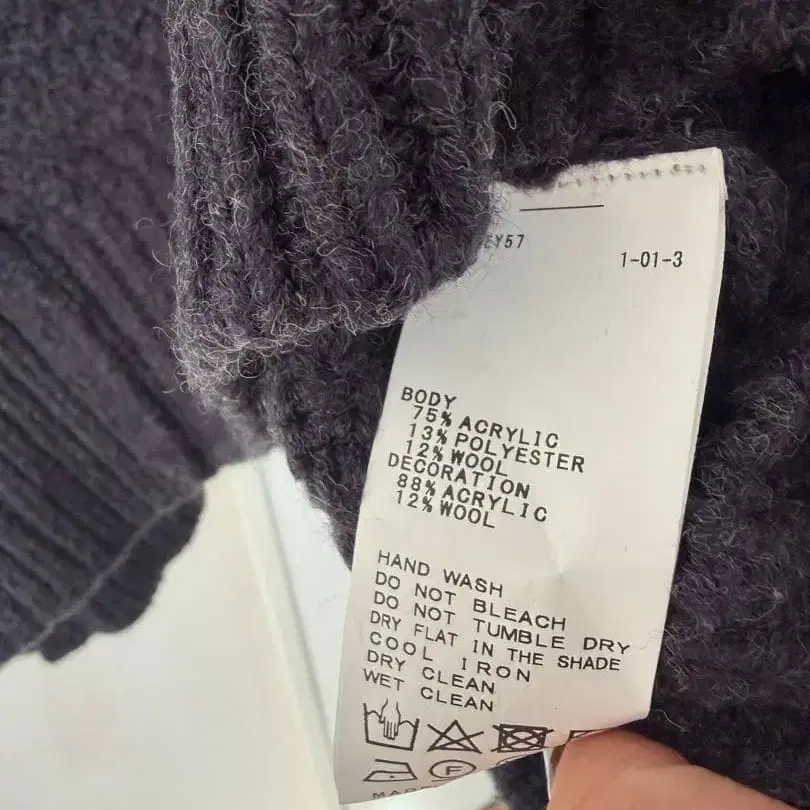 EY57
1-01-3
BODY
75% ACRYLIC
13% POLYESTER
12% WOOL
DECORATION
88% ACRYLIC
12% WOOL
HAND WASH
DO NOT BLEACH
DO NOT TUMBLE DRY
DRY FLAT IN THE SHADE
COOL IRON
DRY CLEAN
WET CLEAN
F